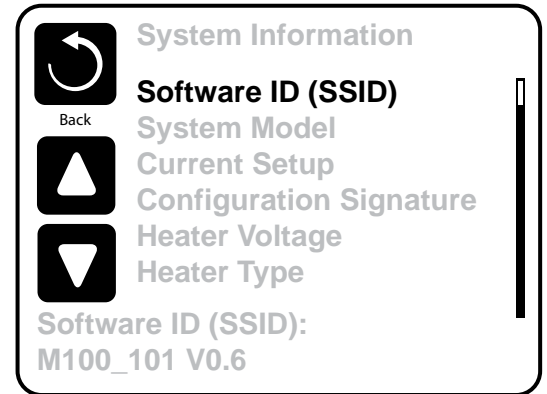 System Information
Software ID (SSID)
Back
System Model
Current Setup
Configuration Signature
Heater Voltage
Heater Type
Software ID (SSID):
M100_101 V0.6